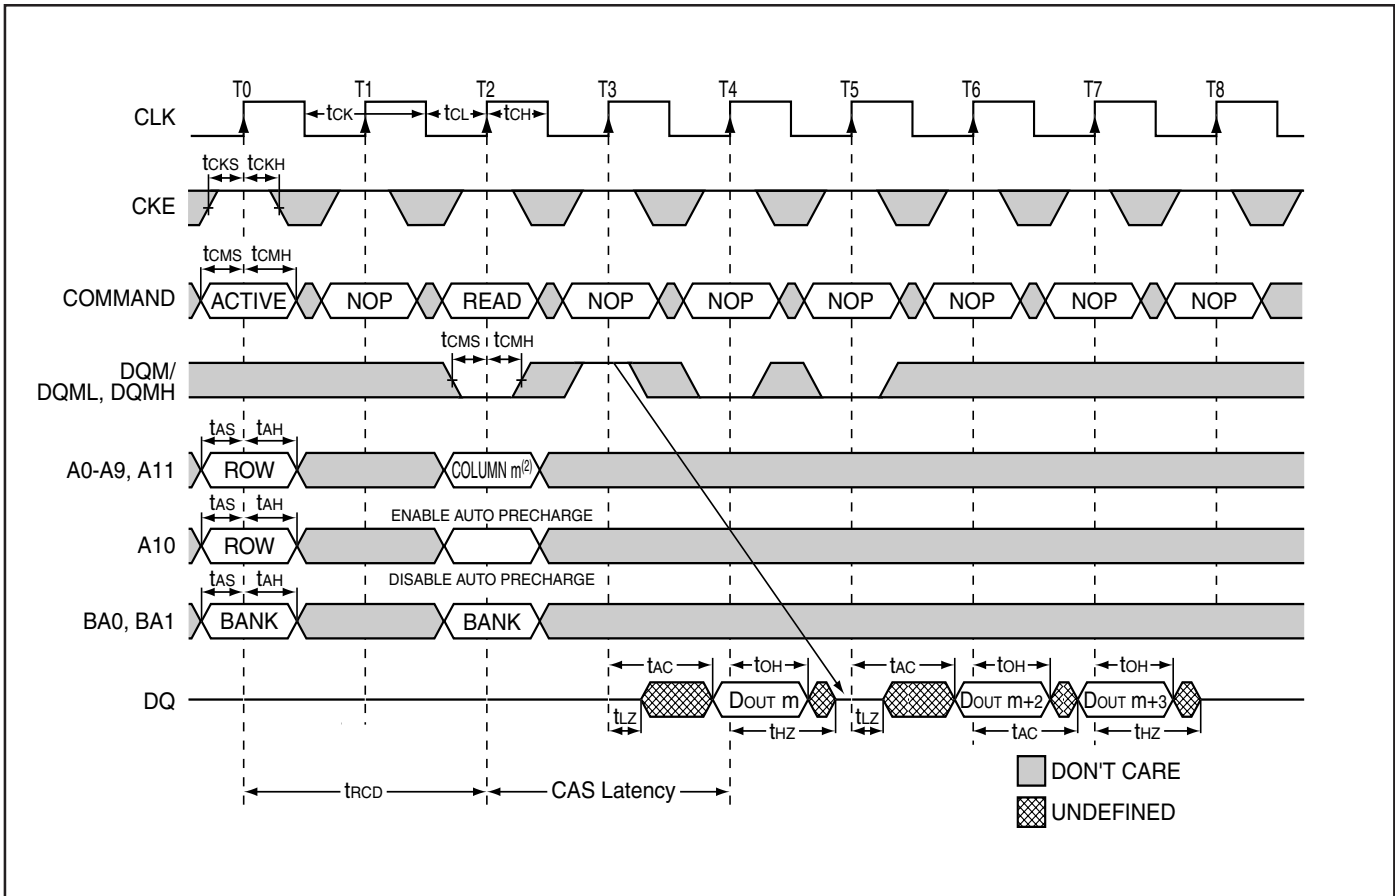 T0 T1 T2 T3 T4 T5 T6 T7 T8
CLK
tCK tCL tCH
tCKS tCKH
CKE
tCMS tCMH
COMMAND ACTIVE NOP READ NOP NOP NOP NOP NOP NOP
tCMS tCMH
DQM/
DQML, DQMH
tAS tAH
A0-A9, A11 ROW COLUMN m(2)
tAS tAH ENABLE AUTO PRECHARGE
A10 ROW
tAS tAH DISABLE AUTO PRECHARGE
BA0, BA1 BANK BANK
tAC tOH tAC tOH tOH
DQ DOUT m DOUT m+2 DOUT m+3
tLZ tHZ tLZ tAC tHZ
DON'T CARE
tRCD CAS Latency
UNDEFINED